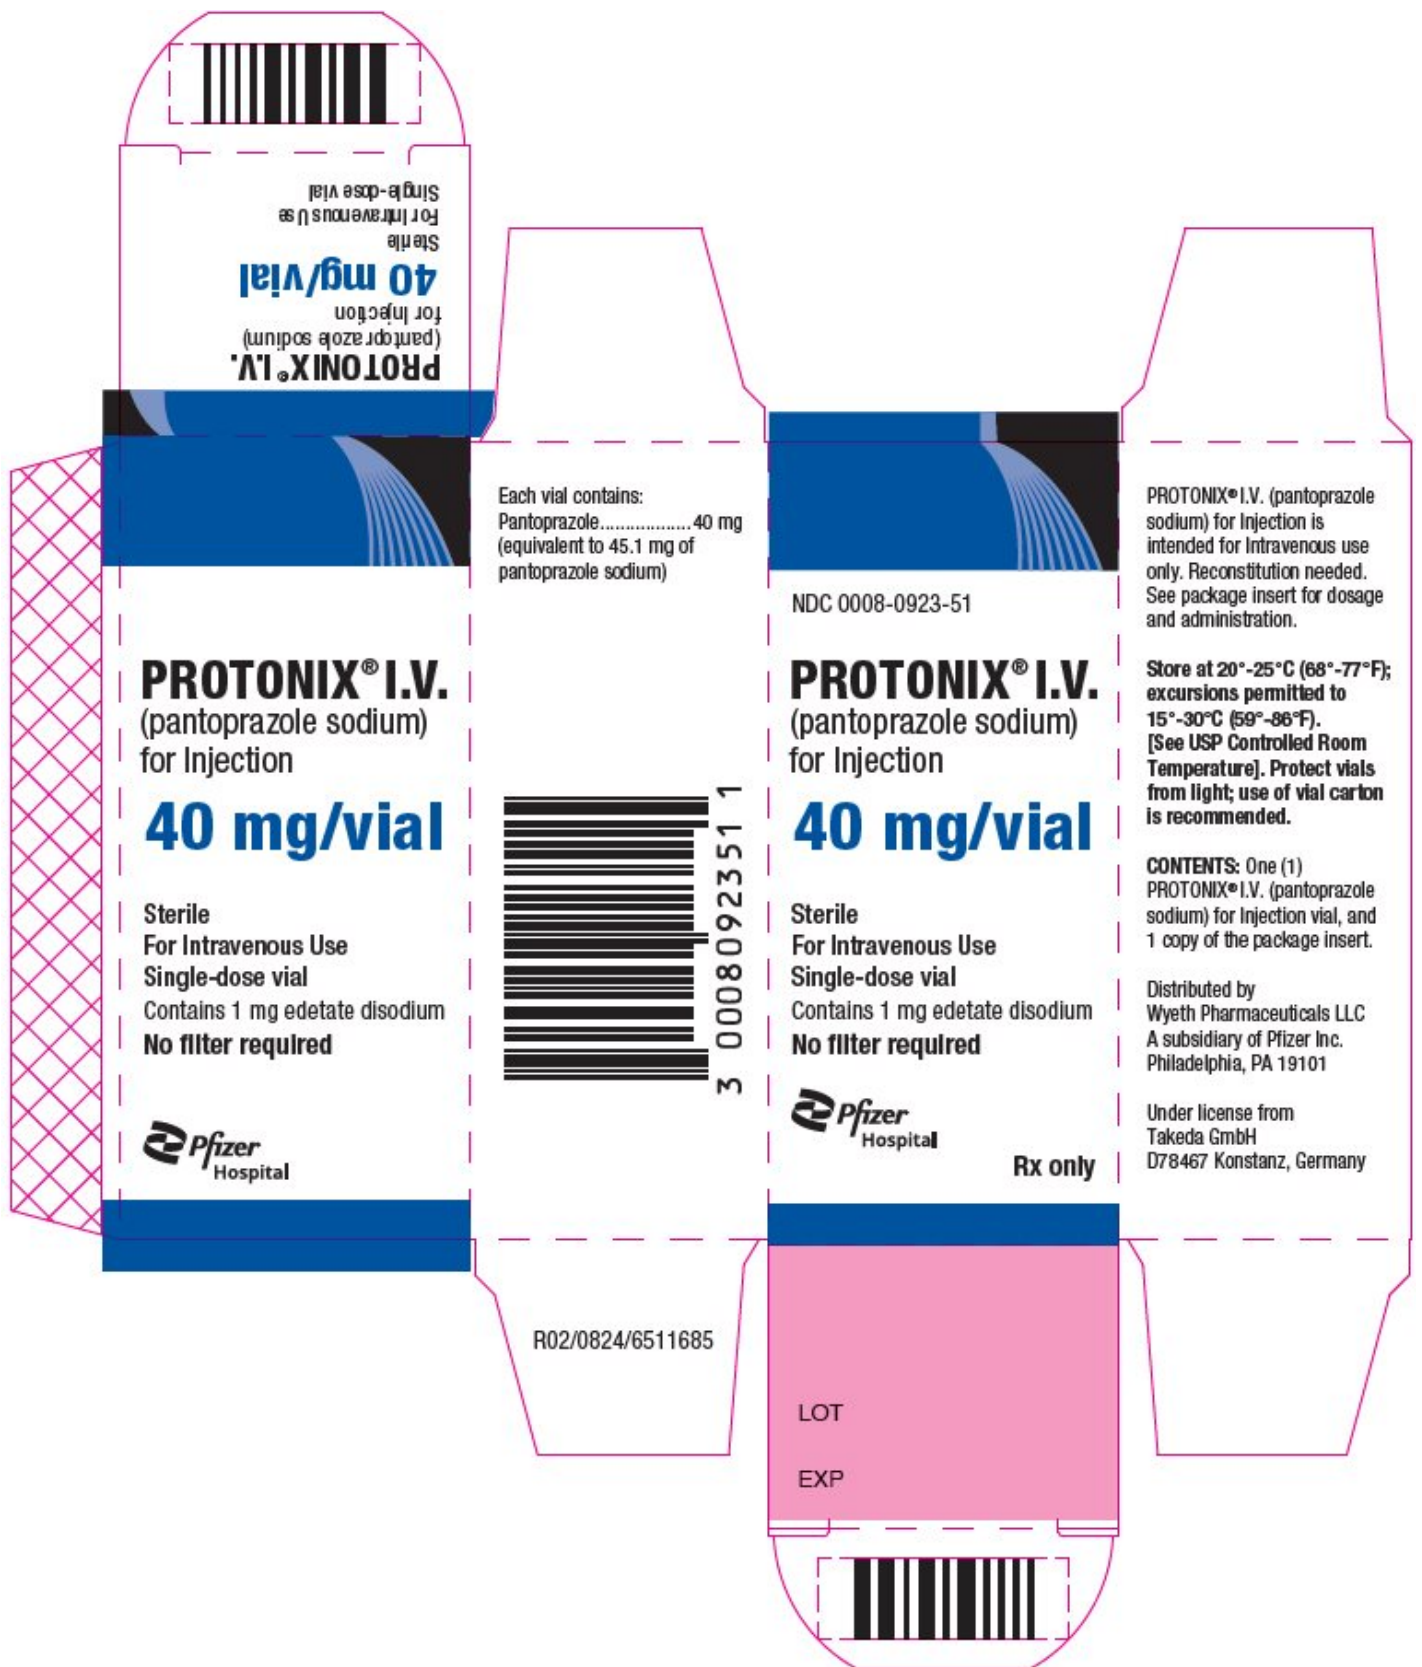 Single-dose vial
For Intravenous Use
Sterile
40 mg/vial
for Injection
(pantoprazole sodium)
PROTONIX® I.V.
PROTONIX® I.V.
(pantoprazole sodium)
for Injection
40 mg/vial
Sterile
For Intravenous Use
Single-dose vial
Contains 1 mg edetate disodium
No filter required
Pfizer
Hospital
Each vial contains:
Pantoprazole...................40 mg
(equivalent to 45.1 mg of
pantoprazole sodium)
3 0008092351 1
R02/0824/6511685
NDC 0008-0923-51
PROTONIX® I.V.
(pantoprazole sodium)
for Injection
40 mg/vial
Sterile
For Intravenous Use
Single-dose vial
Contains 1 mg edetate disodium
No filter required
Pfizer
Hospital
Rx only
LOT
EXP
PROTONIX® I.V. (pantoprazole
sodium) for Injection is
intended for Intravenous use
only. Reconstitution needed.
See package insert for dosage
and administration.
Store at 20°-25°C (68°-77°F);
excursions permitted to
15°-30°C (59°-86°F).
[See USP Controlled Room
Temperature]. Protect vials
from light; use of vial carton
is recommended.
CONTENTS: One (1)
PROTONIX® I.V. (pantoprazole
sodium) for Injection vial, and
1 copy of the package insert.
Distributed by
Wyeth Pharmaceuticals LLC
A subsidiary of Pfizer Inc.
Philadelphia, PA 19101
Under license from
Takeda GmbH
D78467 Konstanz, Germany